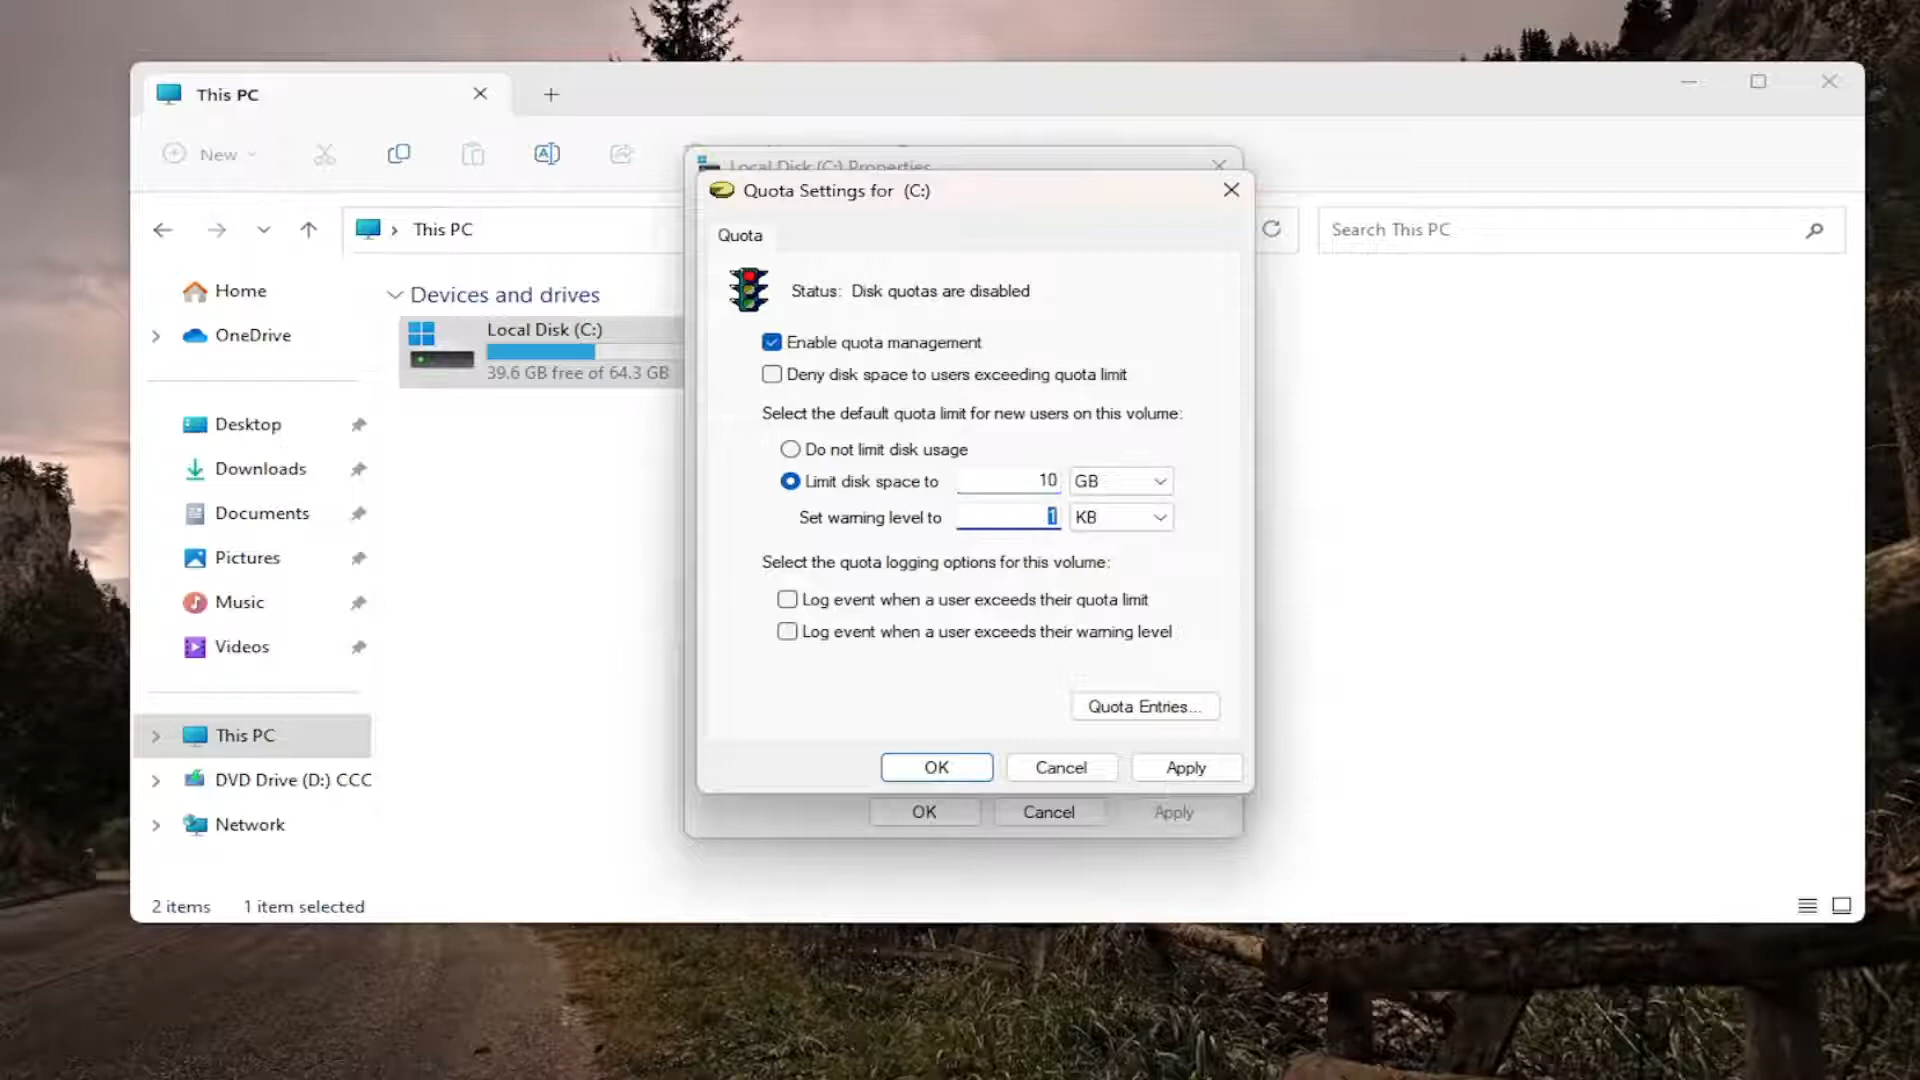 This PC
New
Local Disk (C:) Properties
Quota Settings for (C:)
This PC
Search This PC
Quota
Home
OneDrive
Desktop
Downloads
Documents
Pictures
Music
Videos
This PC
DVD Drive (D:) CCC
Network
Devices and drives
Local Disk (C:)
39.6 GB free of 64.3 GB
Status: Disk quotas are disabled
Enable quota management
Deny disk space to users exceeding quota limit
Select the default quota limit for new users on this volume:
Do not limit disk usage
Limit disk space to 10 GB
Set warning level to 1 KB
Select the quota logging options for this volume:
Log event when a user exceeds their quota limit
Log event when a user exceeds their warning level
Quota Entries...
OK Cancel Apply
OK Cancel Apply
2 items 1 item selected